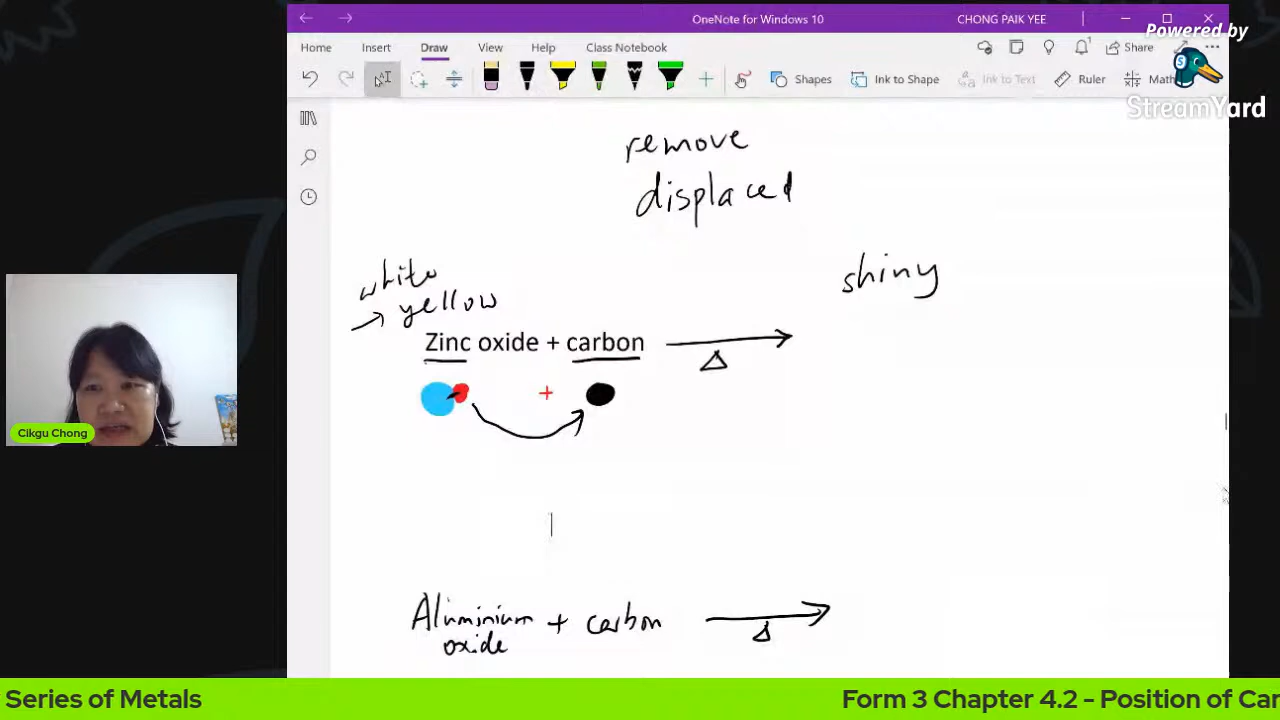 OneNote for Windows 10
CHONG PAIK YEE
Powered by
Home Insert Draw View Help Class Notebook
Share
Shapes Ink to Shape Ink to Text Ruler Math
StreamYard
remove
displaced
white
→ yellow
shiny
Zinc oxide + carbon
Δ
+
Cikgu Chong
Aluminium + carbon
oxide
Δ
Series of Metals
Form 3 Chapter 4.2 - Position of Car